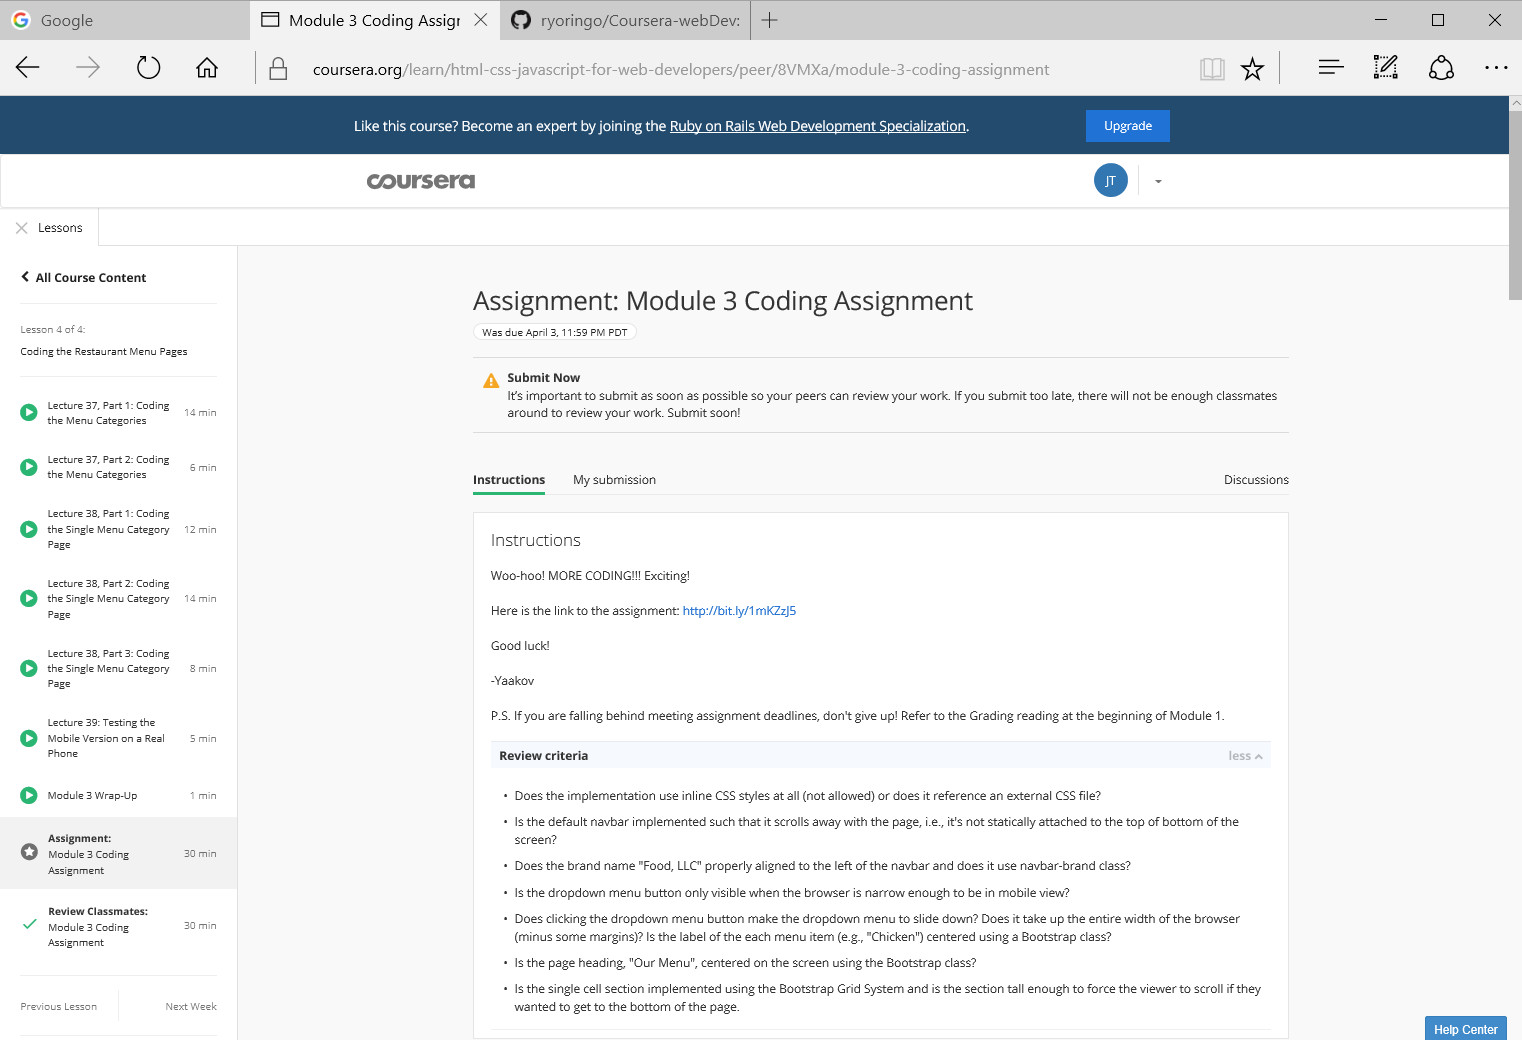 Google
Module 3 Coding Assigr
ryoringo/Coursera-webDev:
coursera.org/learn/html-css-javascript-for-web-developers/peer/8VMXa/module-3-coding-assignment
Like this course? Become an expert by joining the Ruby on Rails Web Development Specialization.
Upgrade
coursera
JT
Lessons
All Course Content
Lesson 4 of 4:
Coding the Restaurant Menu Pages
Lecture 37, Part 1: Coding
the Menu Categories
14 min
Lecture 37, Part 2: Coding
the Menu Categories
6 min
Lecture 38, Part 1: Coding
the Single Menu Category
Page
12 min
Lecture 38, Part 2: Coding
the Single Menu Category
Page
14 min
Lecture 38, Part 3: Coding
the Single Menu Category
Page
8 min
Lecture 39: Testing the
Mobile Version on a Real
Phone
5 min
Module 3 Wrap-Up
1 min
Assignment:
Module 3 Coding
Assignment
30 min
Review Classmates:
Module 3 Coding
Assignment
30 min
Previous Lesson
Next Week
Assignment: Module 3 Coding Assignment
Was due April 3, 11:59 PM PDT
Submit Now
It's important to submit as soon as possible so your peers can review your work. If you submit too late, there will not be enough classmates
around to review your work. Submit soon!
Instructions
My submission
Discussions
Instructions
Woo-hoo! MORE CODING!!! Exciting!
Here is the link to the assignment: http://bit.ly/1mKZzJ5
Good luck!
-Yaakov
P.S. If you are falling behind meeting assignment deadlines, don't give up! Refer to the Grading reading at the beginning of Module 1.
Review criteria
less
• Does the implementation use inline CSS styles at all (not allowed) or does it reference an external CSS file?
• Is the default navbar implemented such that it scrolls away with the page, i.e., it's not statically attached to the top of bottom of the
screen?
• Does the brand name "Food, LLC" properly aligned to the left of the navbar and does it use navbar-brand class?
• Is the dropdown menu button only visible when the browser is narrow enough to be in mobile view?
• Does clicking the dropdown menu button make the dropdown menu to slide down? Does it take up the entire width of the browser
(minus some margins)? Is the label of the each menu item (e.g., "Chicken") centered using a Bootstrap class?
• Is the page heading, "Our Menu", centered on the screen using the Bootstrap class?
• Is the single cell section implemented using the Bootstrap Grid System and is the section tall enough to force the viewer to scroll if they
wanted to get to the bottom of the page.
Help Center